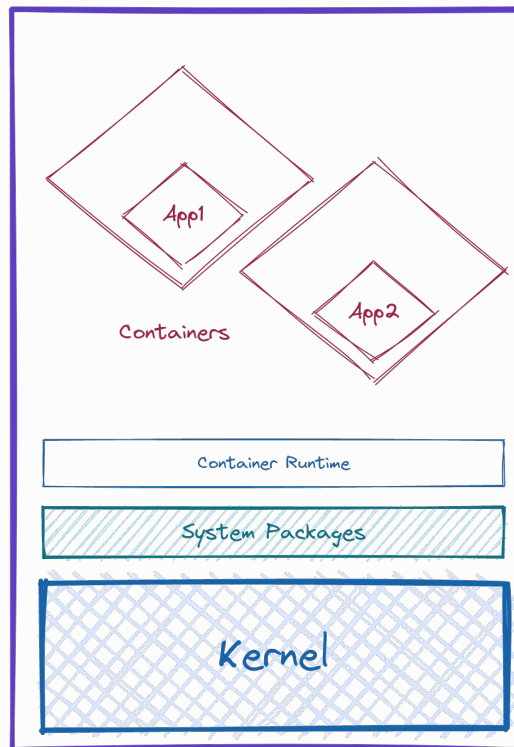 App1
App2
Containers
Container Runtime
System Packages
Kernel